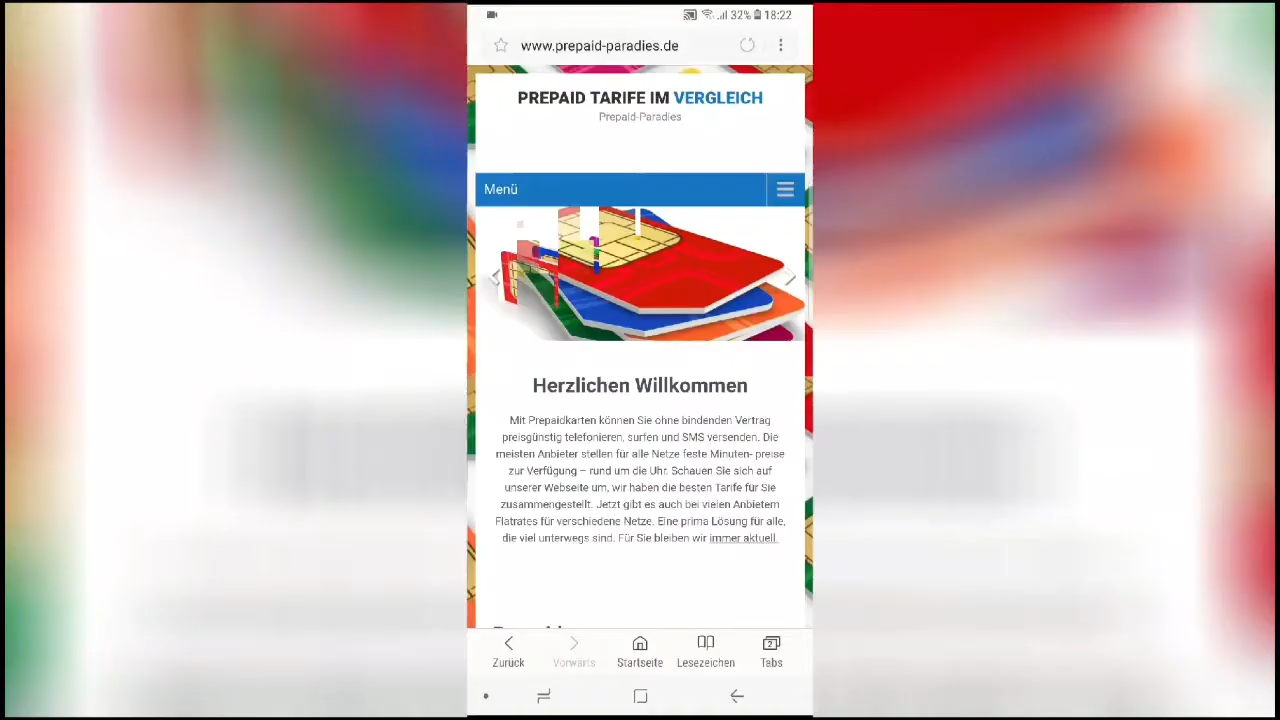 32% 18:22
www.prepaid-paradies.de
PREPAID TARIFE IM VERGLEICH
Prepaid-Paradies
Menü
Herzlichen Willkommen
Mit Prepaidkarten können Sie ohne bindenden Vertrag
preisgünstig telefonieren, surfen und SMS versenden. Die
meisten Anbieter stellen für alle Netze feste Minuten- preise
zur Verfügung – rund um die Uhr. Schauen Sie sich auf
unserer Webseite um, wir haben die besten Tarife für Sie
zusammengestellt. Jetzt gibt es auch bei vielen Anbietern
Flatrates für verschiedene Netze. Eine prima Lösung für alle,
die viel unterwegs sind. Für Sie bleiben wir immer aktuell.
2
Zurück Vorwärts Startseite Lesezeichen Tabs